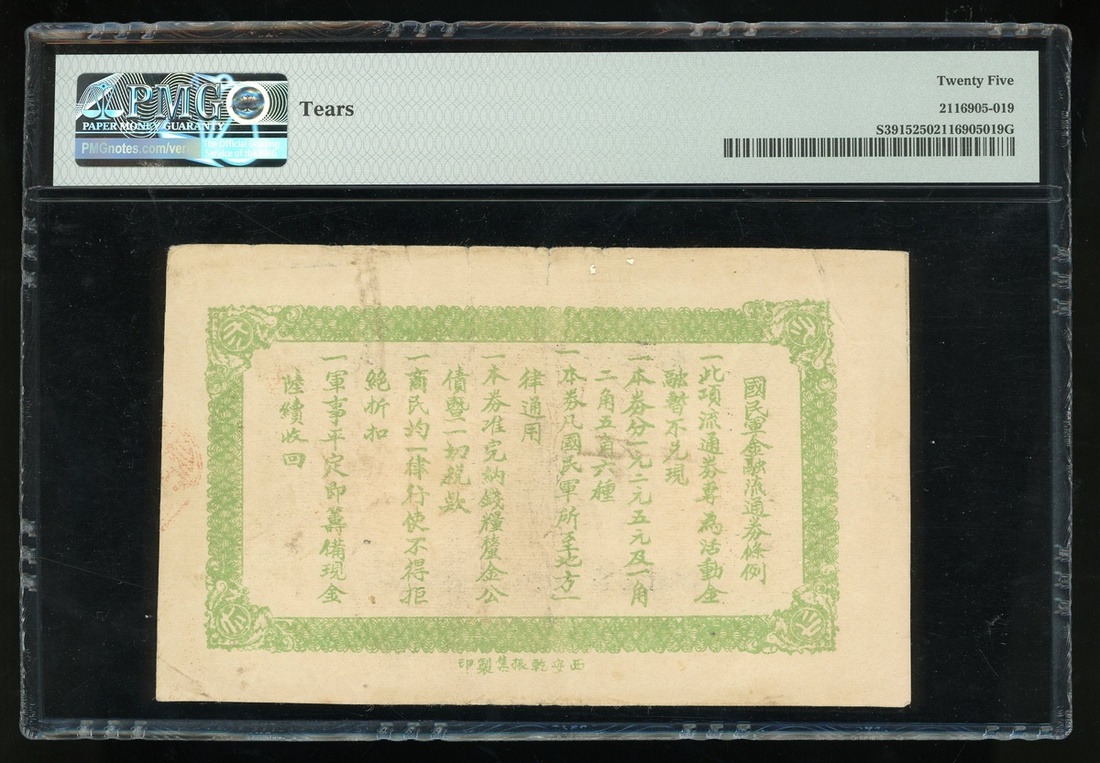 PMG
PAPER MONEY GUARANTY
PMGnotes.com/veri
The Official Grading
Tears
Twenty Five
2116905-019
S39152502116905019G
國民軍金融流通券條例
一此項流通券專為活動金
融暫不兌現
一本券分一元二元五元及一角
二角五角六種
一本券凡國民軍所至地方一
律通用
一本券准完納錢糧釐金公
債暨一切稅款
一商民均一律行使不得拒
絕折扣
一軍事平定即籌備現金
陸續收回
西安乾振集製印